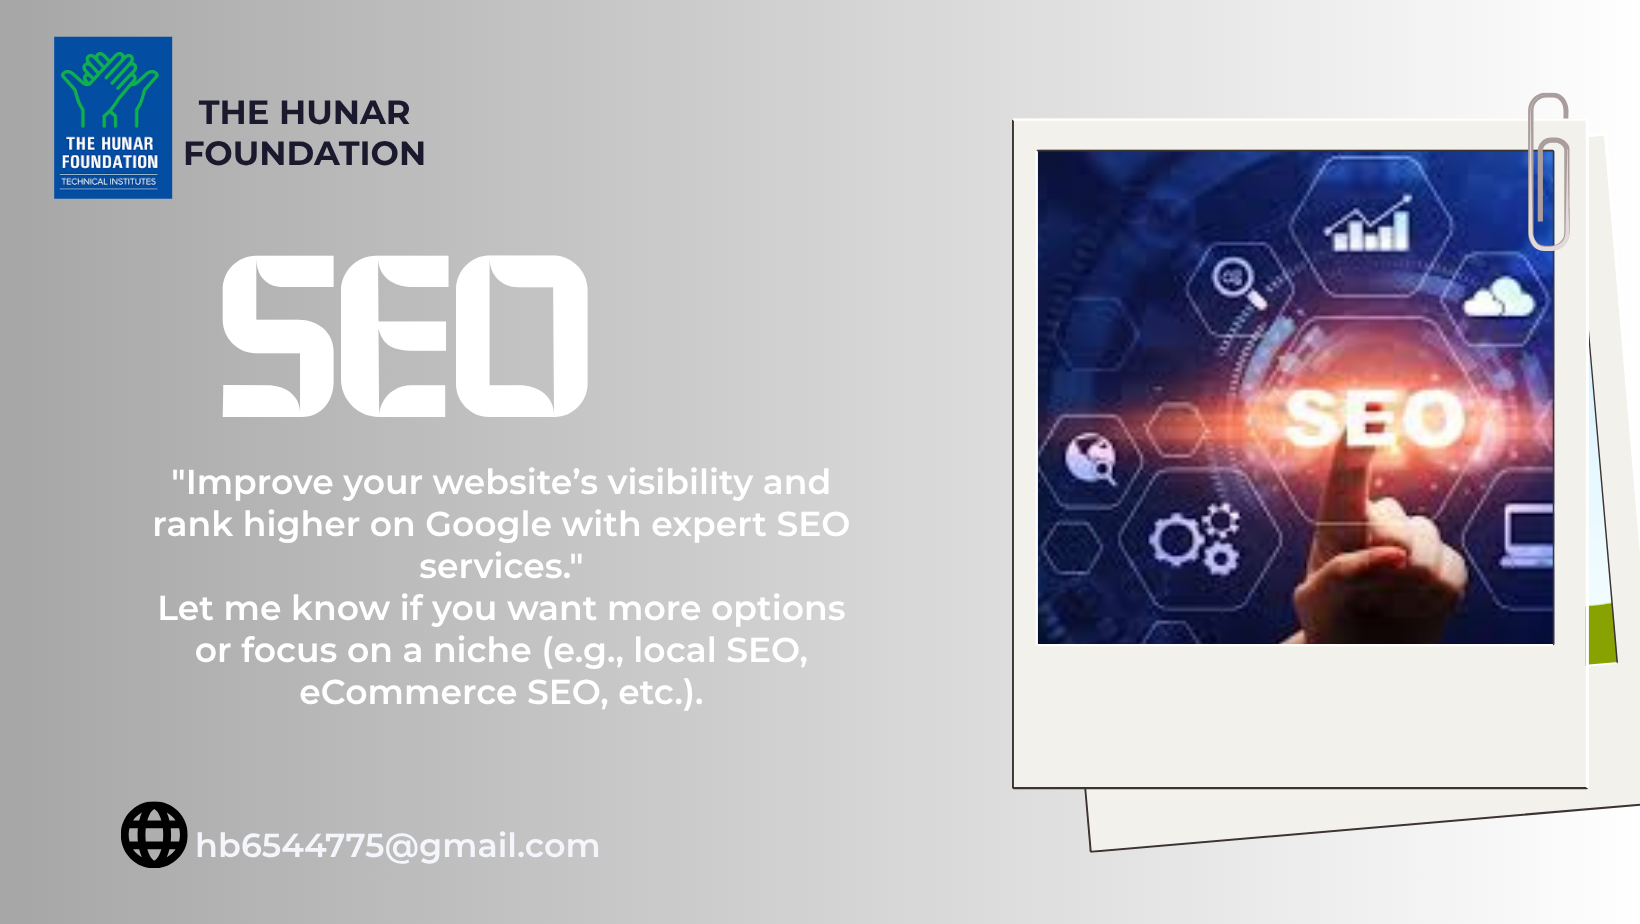 THE HUNAR
FOUNDATION
TECHNICAL INSTITUTES
THE HUNAR
FOUNDATION
SEO
"Improve your website’s visibility and
rank higher on Google with expert SEO
services."
Let me know if you want more options
or focus on a niche (e.g., local SEO,
eCommerce SEO, etc.).
hb6544775@gmail.com
SEO